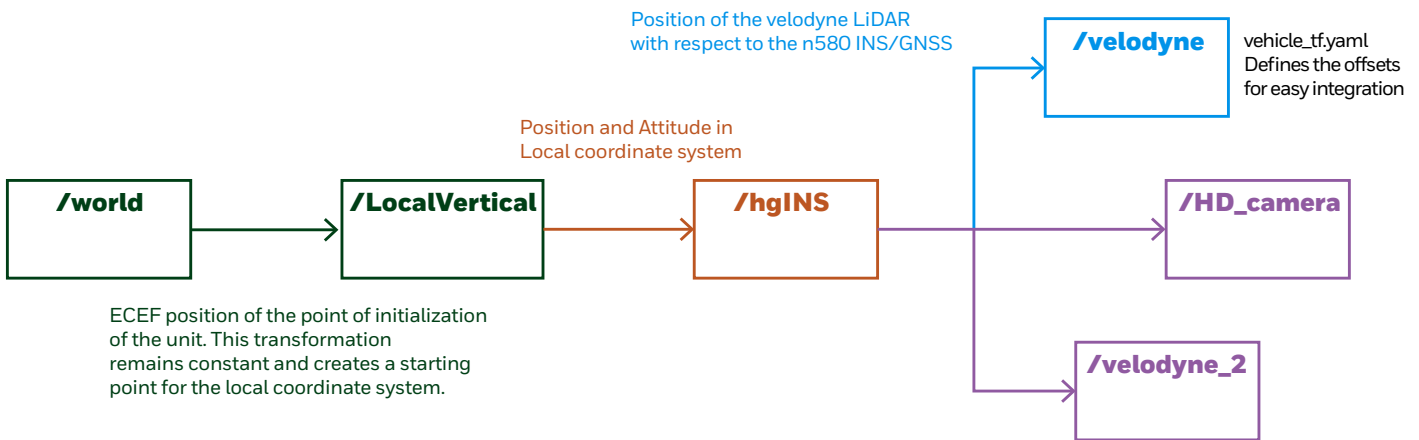 Position of the velodyne LiDAR
with respect to the n580 INS/GNSS
/velodyne
vehicle_tf.yaml
Defines the offsets
for easy integration
Position and Attitude in
Local coordinate system
/world
/LocalVertical
/hgINS
/HD_camera
ECEF position of the point of initialization
of the unit. This transformation
remains constant and creates a starting
point for the local coordinate system.
/velodyne_2